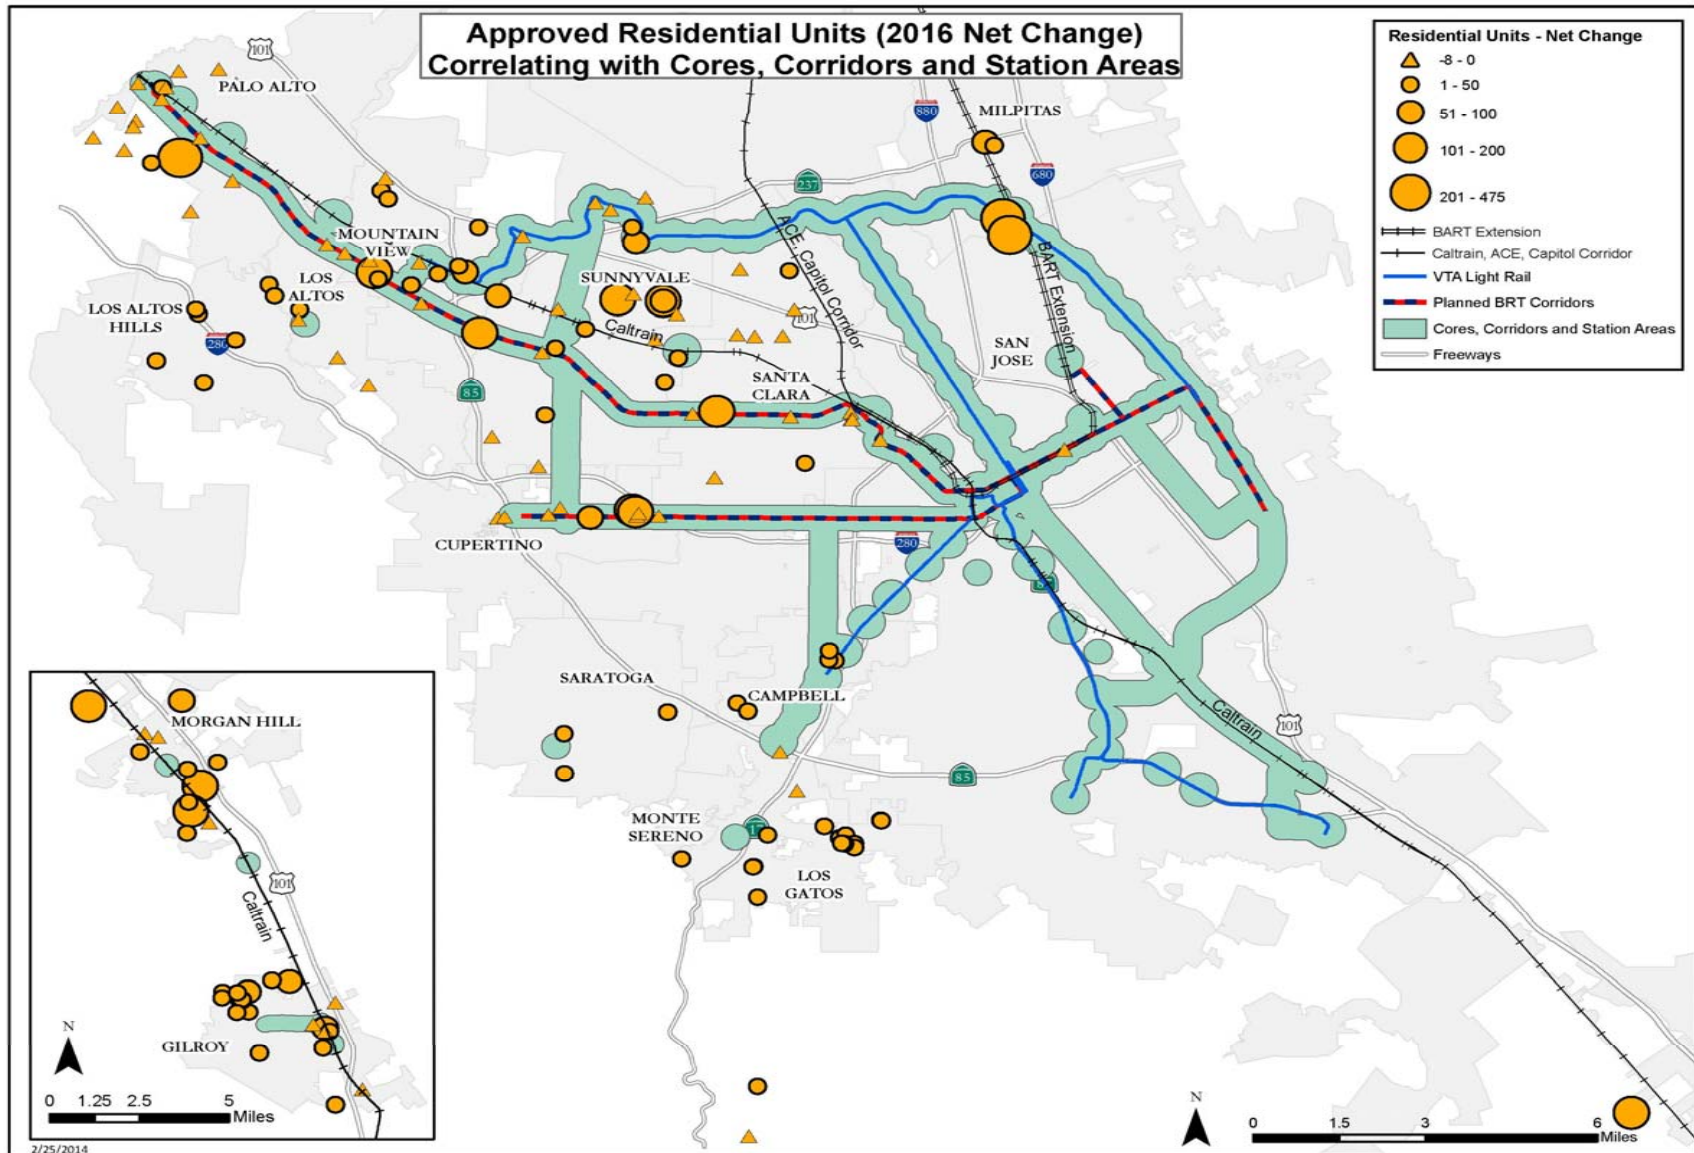 Approved Residential Units (2016 Net Change)
Correlating with Cores, Corridors and Station Areas
Residential Units - Net Change
-8 - 0
1 - 50
51 - 100
101 - 200
201 - 475
BART Extension
Caltrain, ACE, Capitol Corridor
VTA Light Rail
Planned BRT Corridors
Cores, Corridors and Station Areas
Freeways
101
PALO ALTO
880
MILPITAS
680
237
MOUNTAIN
VIEW
ACE, Capitol Corridor
BART Extension
SUNNYVALE
LOS
ALTOS
LOS ALTOS
HILLS
280
101
Caltrain
SAN
JOSE
SANTA
CLARA
85
CUPERTINO
280
SARATOGA
CAMPBELL
Caltrain
101
85
MONTE
SERENO
17
LOS
GATOS
MORGAN HILL
101
Caltrain
GILROY
N
0 1.25 2.5 5
Miles
N
0 1.5 3 6
Miles
2/25/2014